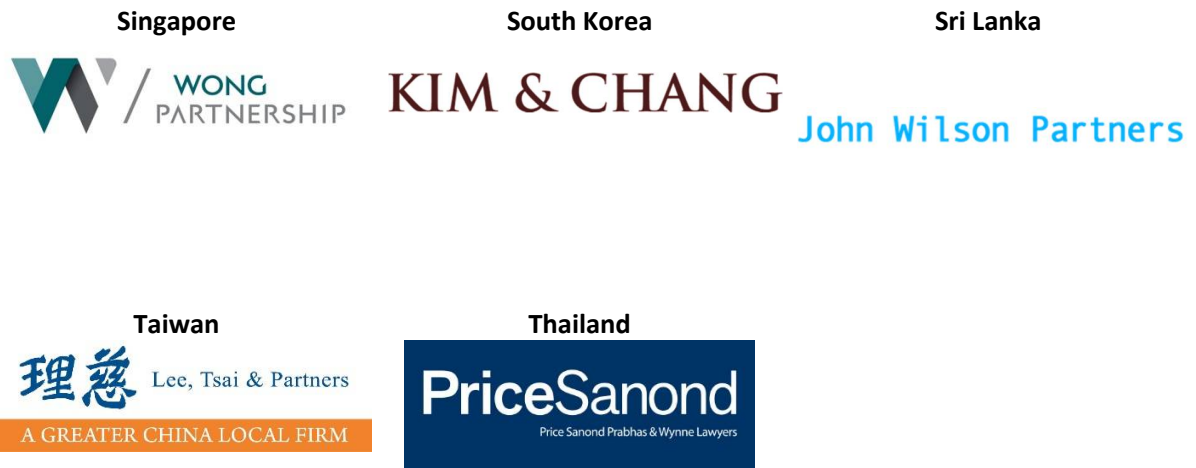 Singapore
South Korea
Sri Lanka
WONG
PARTNERSHIP
KIM & CHANG
John Wilson Partners
Taiwan
Thailand
理慈 Lee, Tsai & Partners
A GREATER CHINA LOCAL FIRM
PriceSanond
Price Sanond Prabhas & Wynne Lawyers